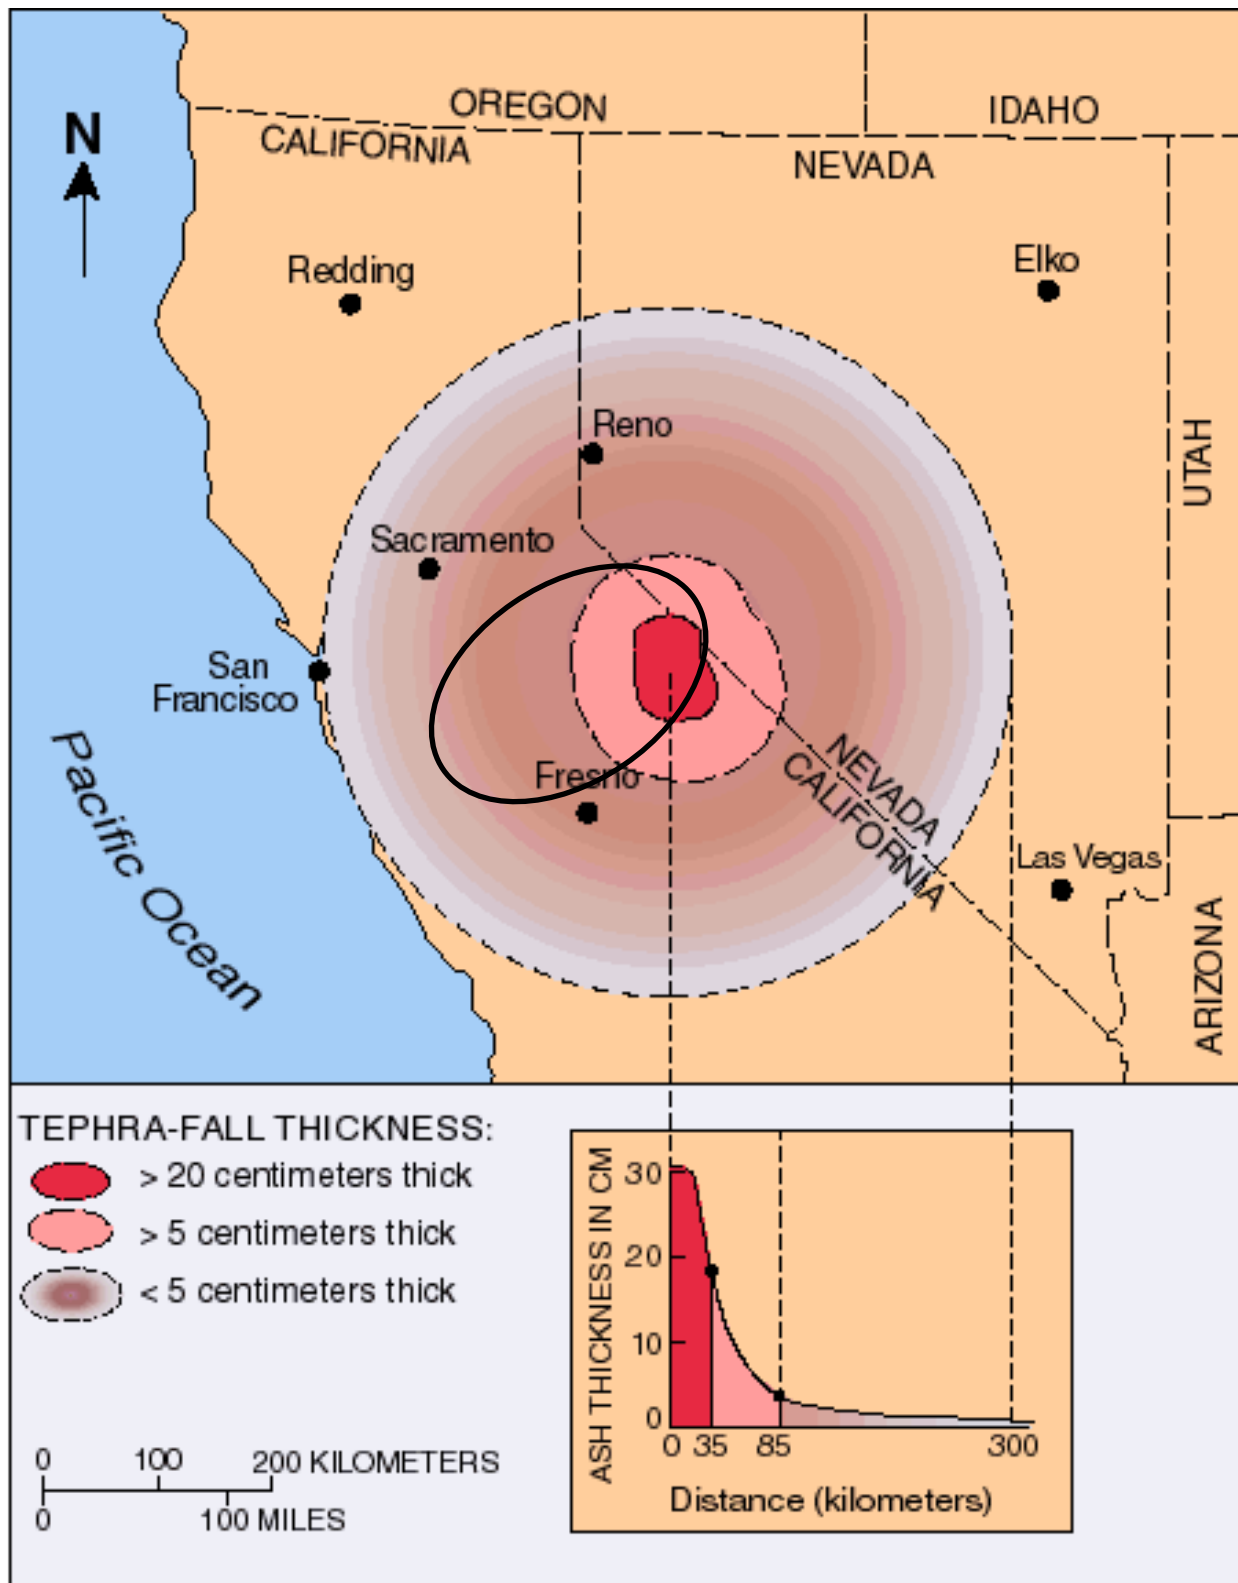 OREGON
IDAHO
N
CALIFORNIA
NEVADA
Redding
Elko
Reno
UTAH
Sacramento
San
Francisco
Fresno
NEVADA
CALIFORNIA
Pacific Ocean
Las Vegas
ARIZONA
TEPHRA-FALL THICKNESS:
> 20 centimeters thick
> 5 centimeters thick
< 5 centimeters thick
0 100 200 KILOMETERS
0 100 MILES
ASH THICKNESS IN CM
30
20
10
0
0 35 85 300
Distance (kilometers)